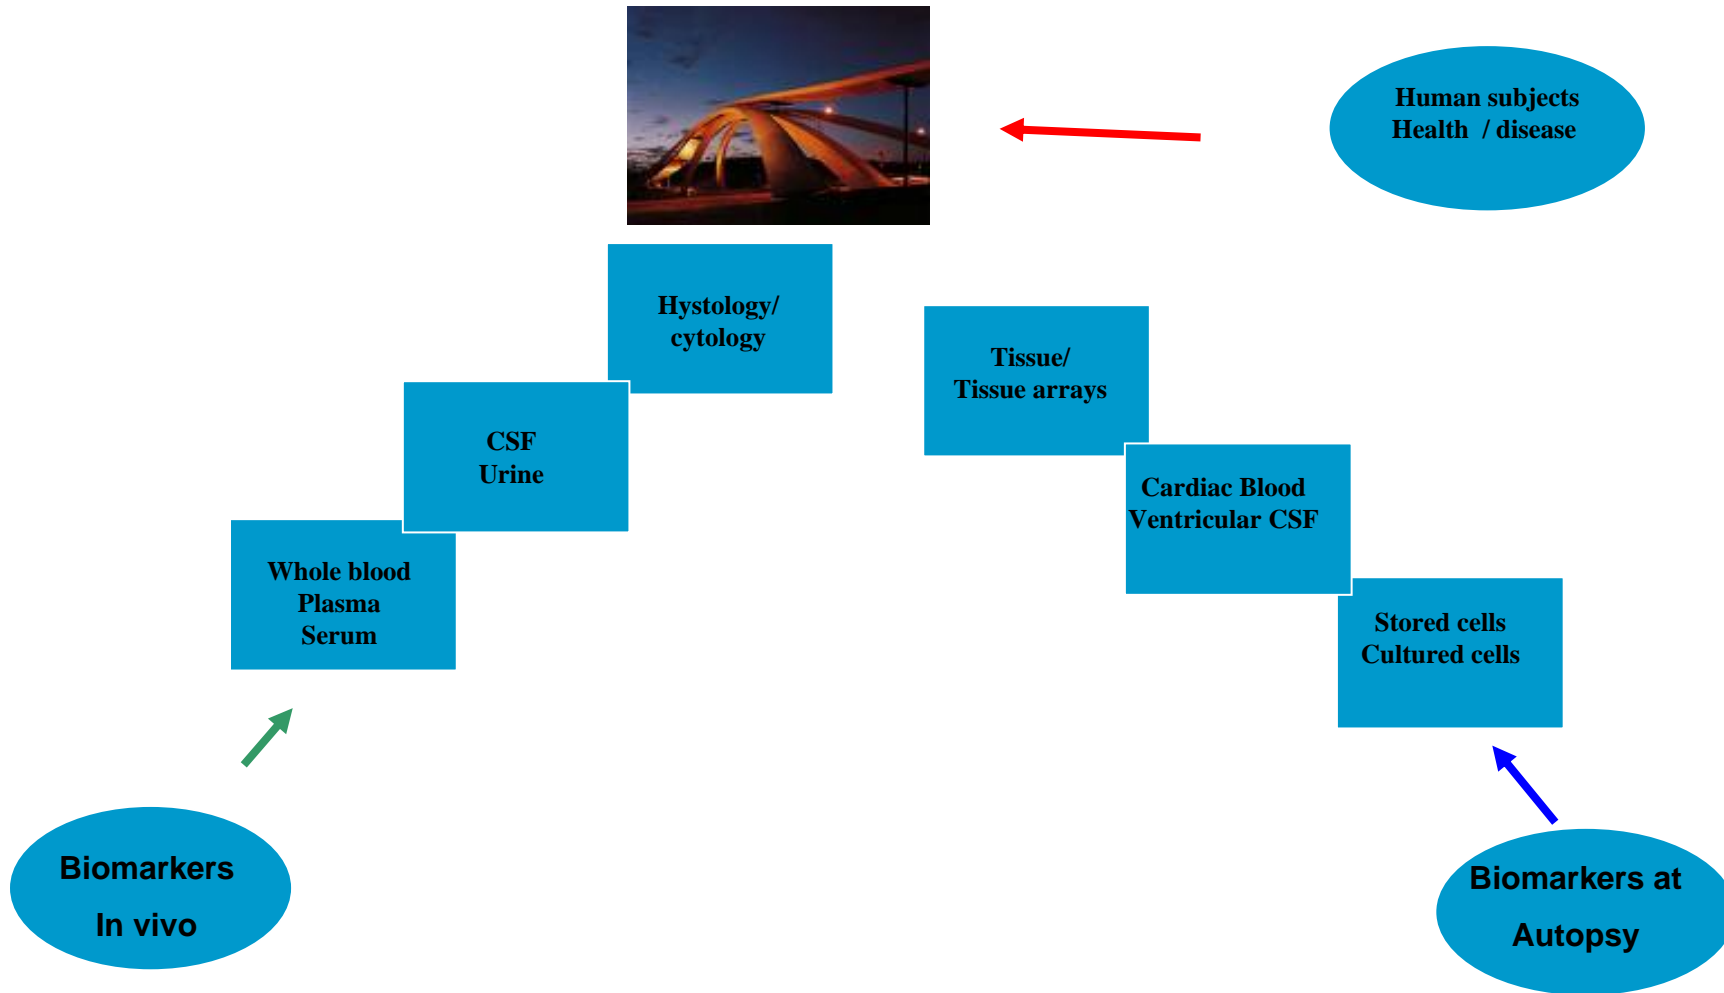 Human subjects
Health / disease
Hystology/
cytology
Tissue/
Tissue arrays
CSF
Urine
Cardiac Blood
Ventricular CSF
Whole blood
Plasma
Serum
Stored cells
Cultured cells
Biomarkers
In vivo
Biomarkers at
Autopsy